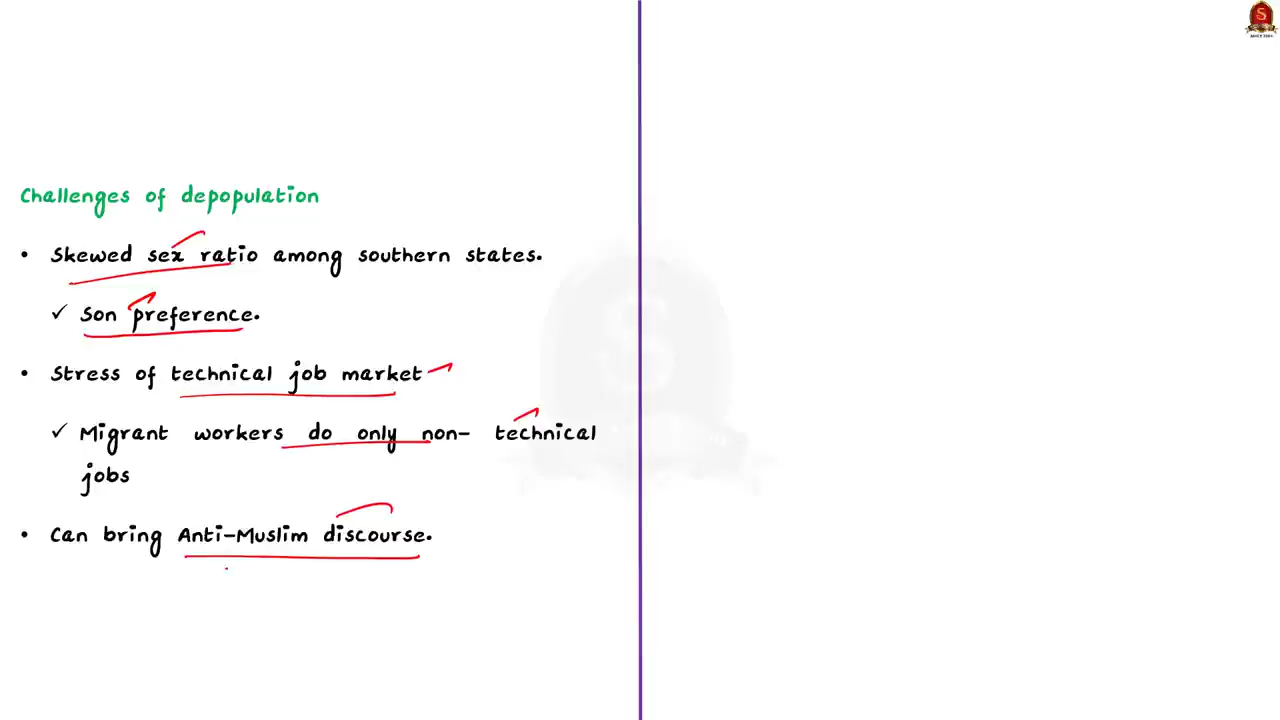 Challenges of depopulation
• Skewed sex ratio among southern states.
✓ Son preference.
• Stress of technical job market
✓ Migrant workers do only non- technical
jobs
• Can bring Anti-Muslim discourse.
S